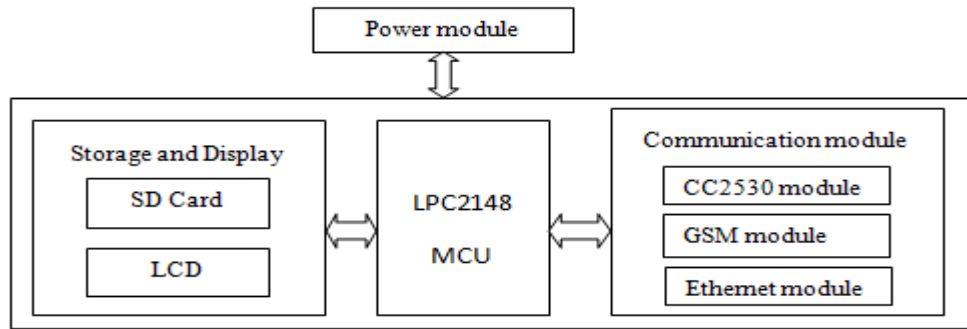 Power module
Storage and Display
SD Card
LCD
LPC2148
MCU
Communication module
CC2530 module
GSM module
Ethernet module